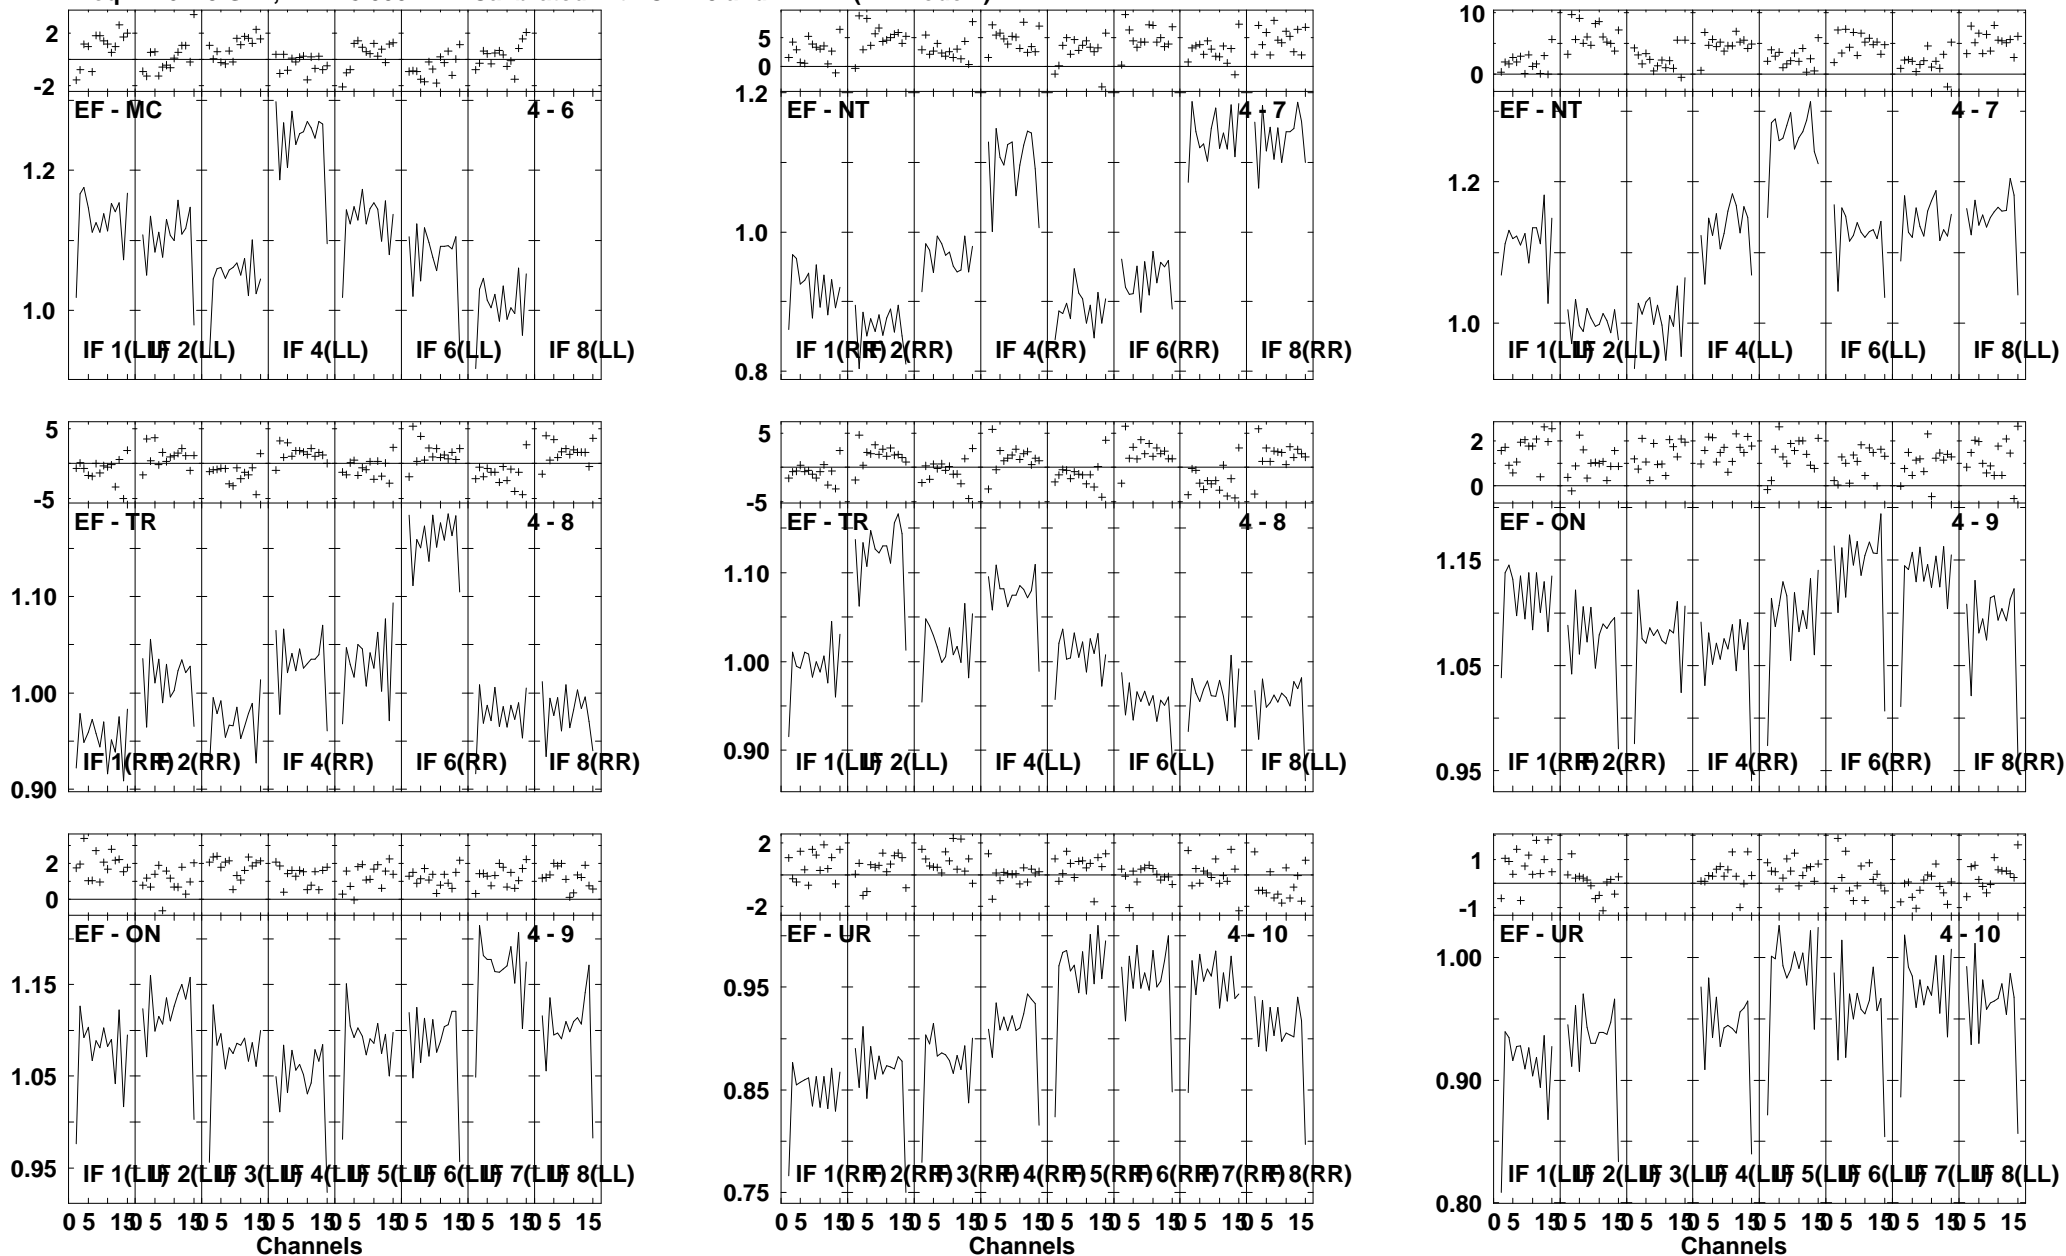 2
-2
EF - MC 4 - 6
1.2
1.0
IF 1(LL) IF 2(LL) IF 4(LL) IF 6(LL) IF 8(LL)
5
0
1.2
EF - NT 4 - 7
1.0
0.8
IF 1(RR) IF 2(RR) IF 4(RR) IF 6(RR) IF 8(RR)
10
0
EF - NT 4 - 7
1.2
1.0
IF 1(LL) IF 2(LL) IF 4(LL) IF 6(LL) IF 8(LL)
5
-5
EF - TR 4 - 8
1.10
1.00
0.90
IF 1(RR) IF 2(RR) IF 4(RR) IF 6(RR) IF 8(RR)
5
0
-5
EF - TR 4 - 8
1.10
1.00
0.90
IF 1(LL) IF 2(LL) IF 4(LL) IF 6(LL) IF 8(LL)
2
0
EF - ON 4 - 9
1.15
1.05
0.95
IF 1(RR) IF 2(RR) IF 4(RR) IF 6(RR) IF 8(RR)
2
0
EF - ON 4 - 9
1.15
1.05
0.95
IF 1(LL) IF 2(LL) IF 3(LL) IF 4(LL) IF 5(LL) IF 6(LL) IF 7(LL) IF 8(LL)
0 5 15 0 5 15 0 5 15 0 5 15 0 5 15 0 5 15 0 5 15 0 5 15
Channels
2
-2
EF - UR 4 - 10
0.95
0.85
0.75
IF 1(RR) IF 2(RR) IF 3(RR) IF 4(RR) IF 5(RR) IF 6(RR) IF 7(RR) IF 8(RR)
0 5 15 0 5 15 0 5 15 0 5 15 0 5 15 0 5 15 0 5 15 0 5 15
Channels
1
-1
EF - UR 4 - 10
1.00
0.90
0.80
IF 1(LL) IF 2(LL) IF 3(LL) IF 4(LL) IF 5(LL) IF 6(LL) IF 7(LL) IF 8(LL)
0 5 15 0 5 15 0 5 15 0 5 15 0 5 15 0 5 15 0 5 15 0 5 15
Channels